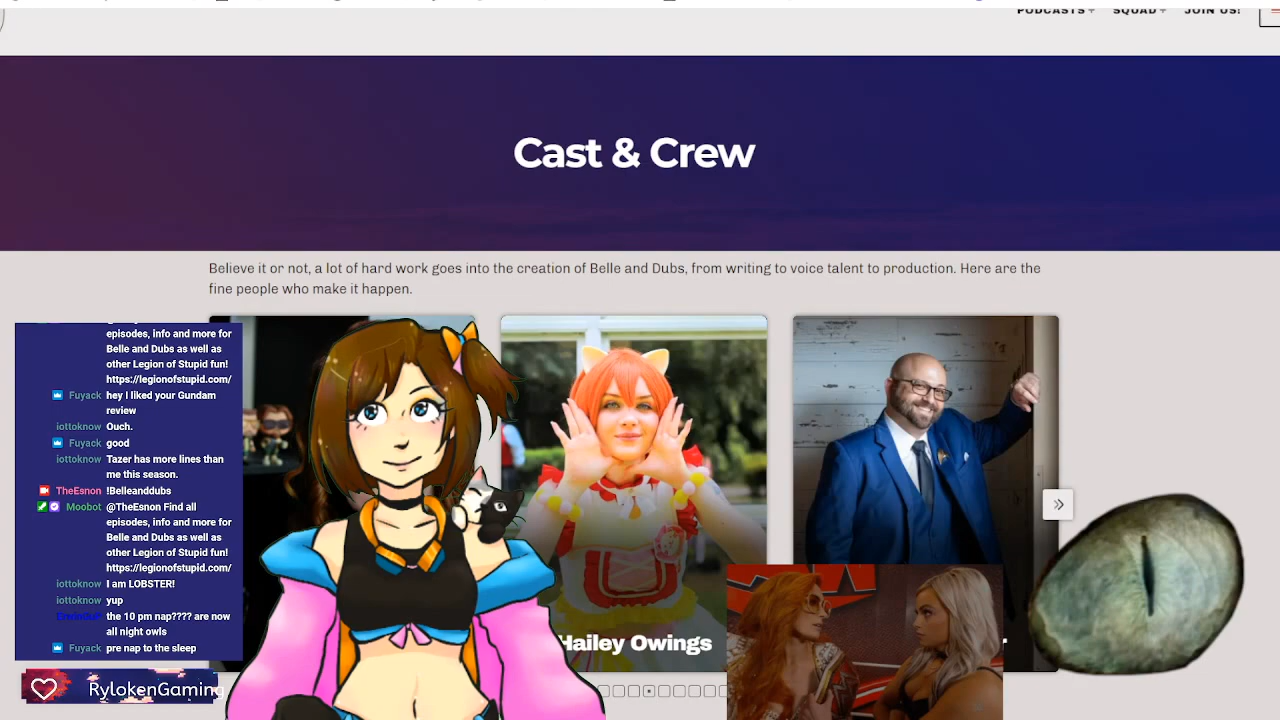 PODCASTS +
SQUAD +
JOIN US!
Cast & Crew
Believe it or not, a lot of hard work goes into the creation of Belle and Dubs, from writing to voice talent to production. Here are the
fine people who make it happen.
episodes, info and more for
Belle and Dubs as well as
other Legion of Stupid fun!
https://legionofstupid.com/
Fuyack hey I liked your Gundam
review
iottoknow Ouch.
Fuyack good
iottoknow Tazer has more lines than
me this season.
TheEsnon !Belleanddubs
Moobot @TheEsnon Find all
episodes, info and more for
Belle and Dubs as well as
other Legion of Stupid fun!
https://legionofstupid.com/
iottoknow I am LOBSTER!
iottoknow yup
the 10 pm nap???? are now
all night owls
Fuyack pre nap to the sleep
Hailey Owings
RylokenGaming